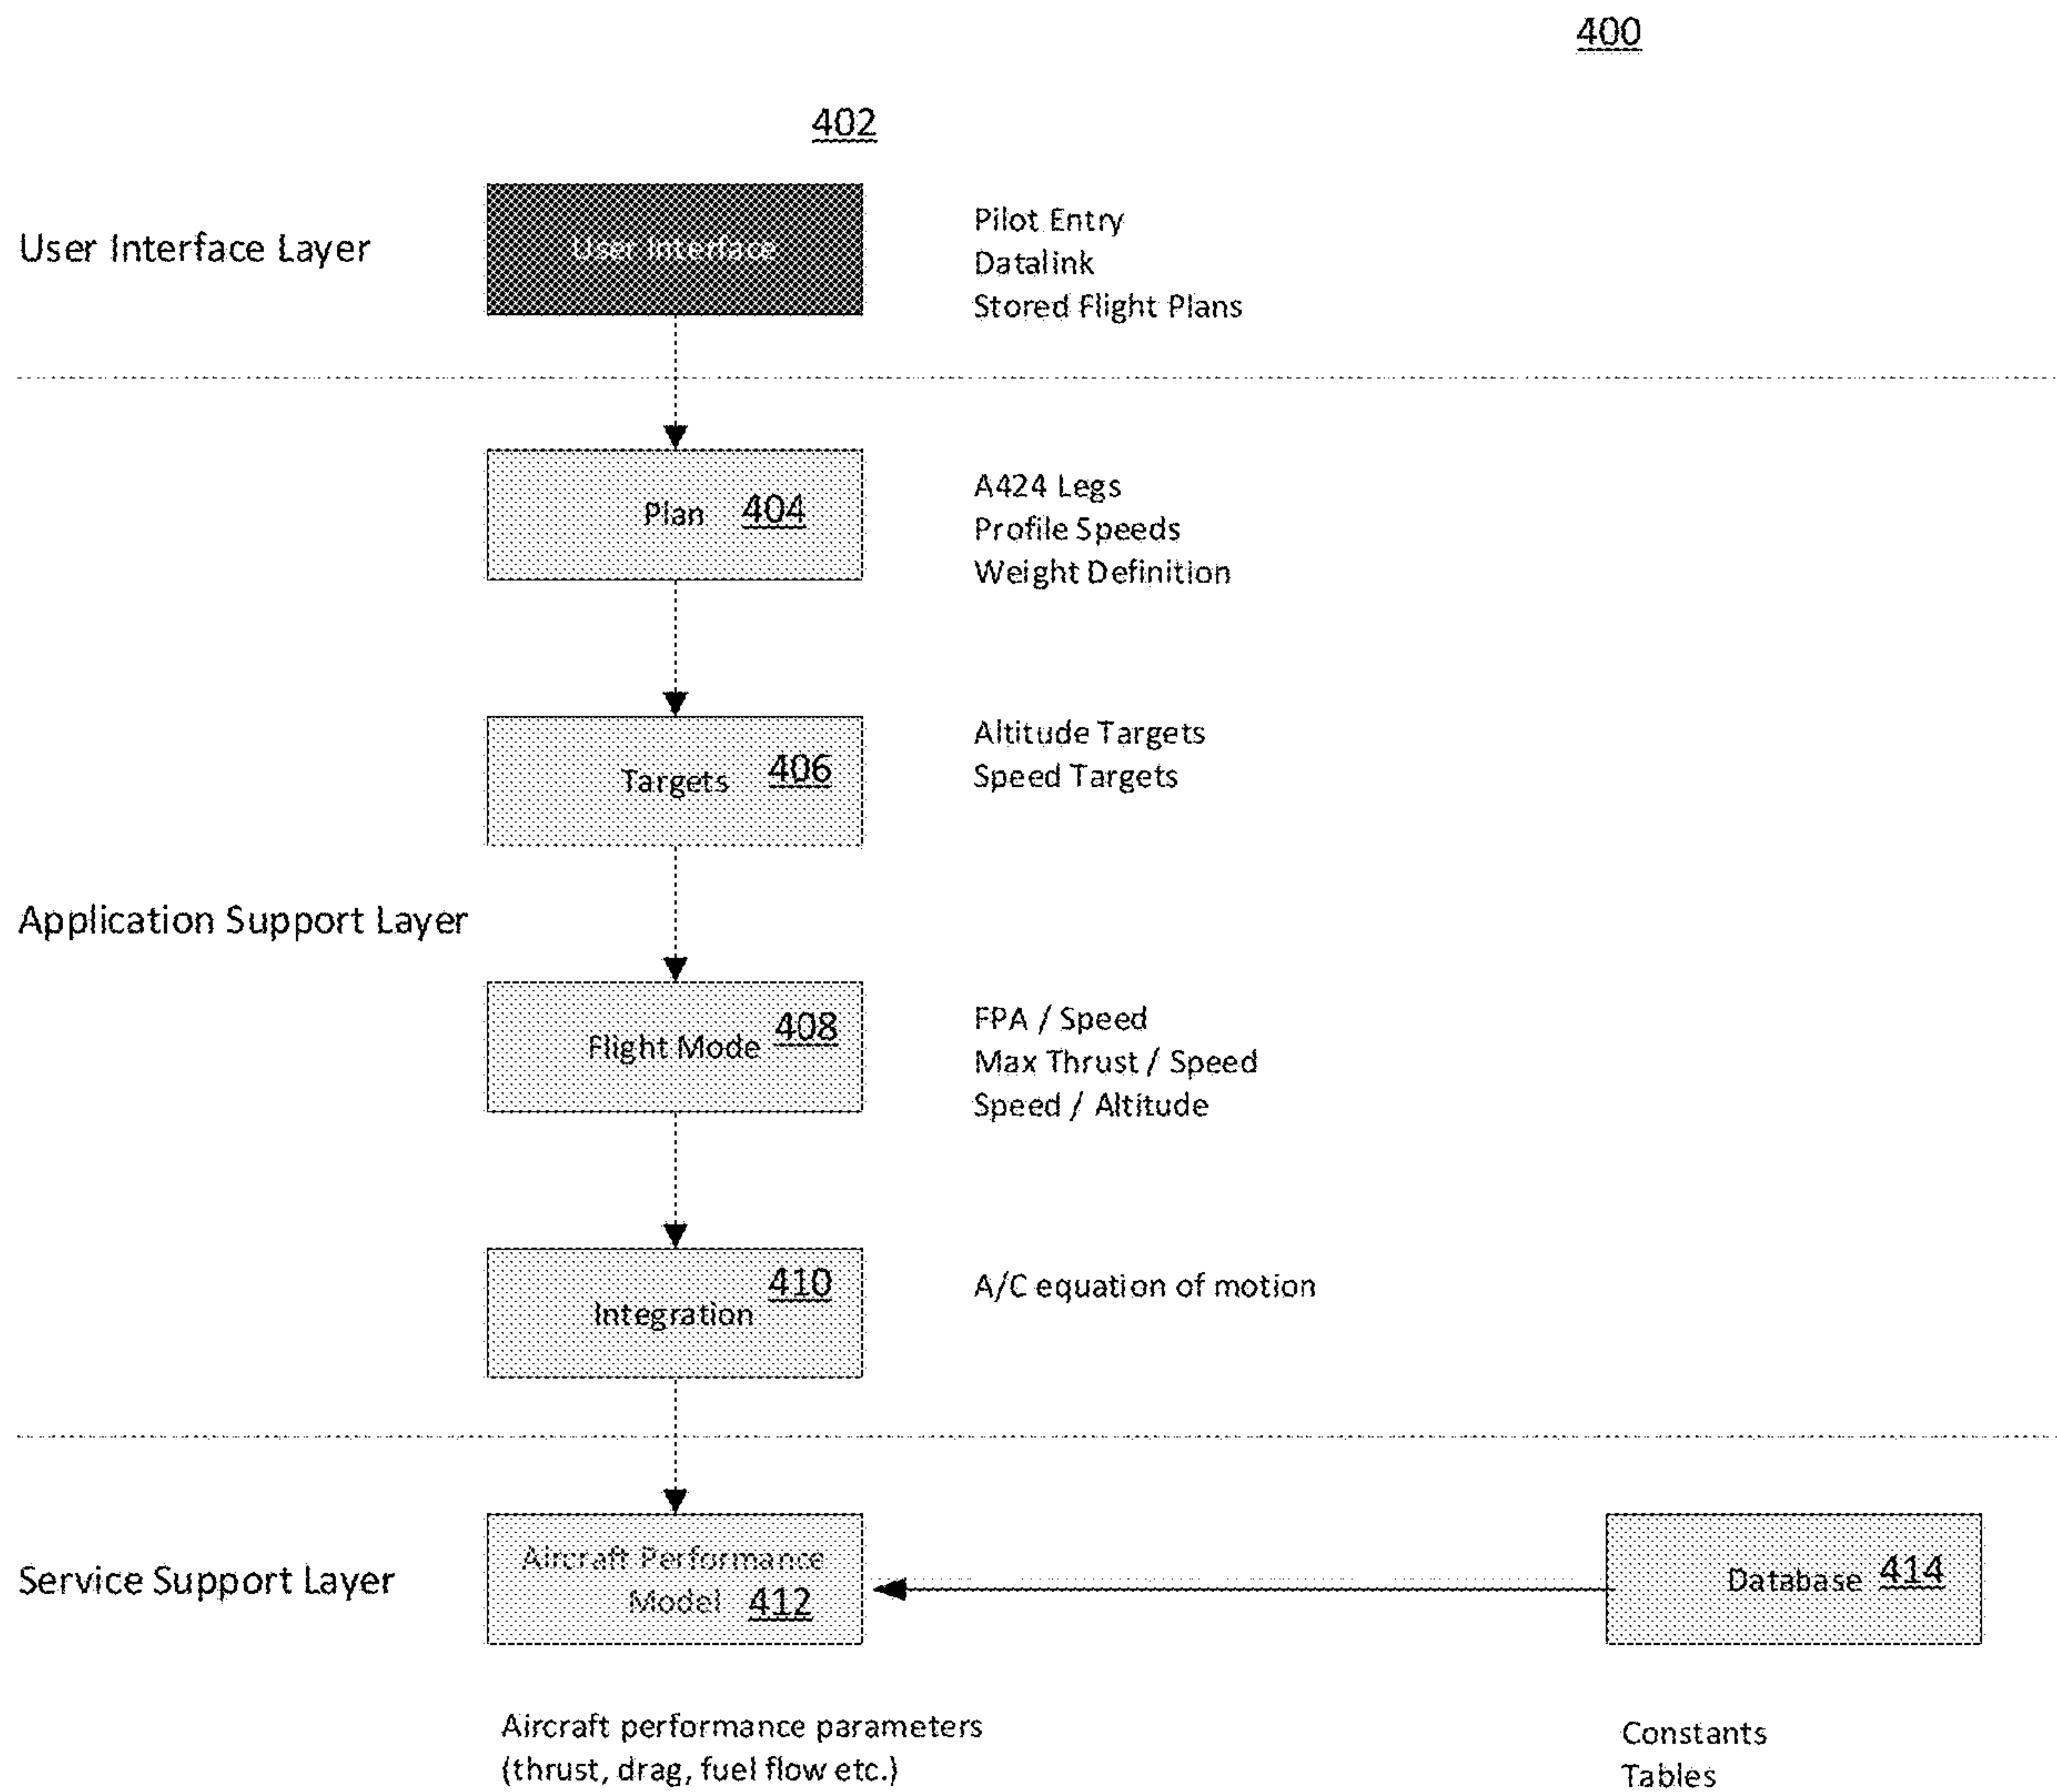 400
402
User Interface Layer
User Interface
Pilot Entry
Datalink
Stored Flight Plans
Plan 404
A424 Legs
Profile Speeds
Weight Definition
Targets 406
Altitude Targets
Speed Targets
Application Support Layer
Flight Mode 408
FPA / Speed
Max Thrust / Speed
Speed / Altitude
410
Integration
A/C equation of motion
Service Support Layer
Aircraft Performance
Model 412
Database 414
Aircraft performance parameters
(thrust, drag, fuel flow etc.)
Constants
Tables